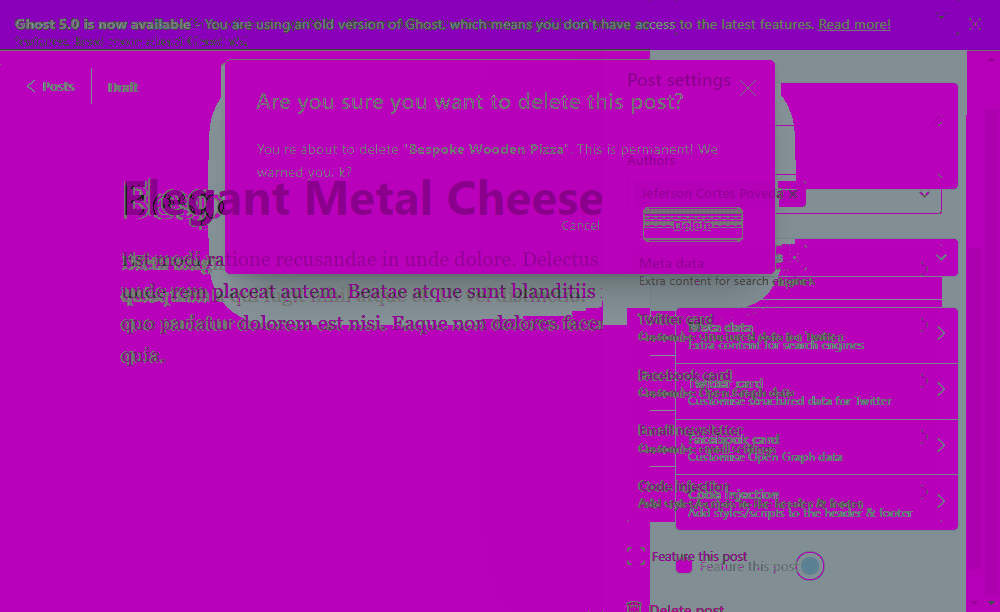 Ghost 5.0 is now available - You are using an old version of Ghost, which means you don't have access to the latest features. Read more!
Posts
Draft
Post settings
Are you sure you want to delete this post?
You're about to delete "Bespoke Wooden Pizza". This is permanent! We
warned you, k?
Authors
Jeferson Cortes Poveda
Elegant Metal Cheese
Cancel
Delete
Est modi ratione recusandae in unde dolore. Delectus
unde rem placeat autem. Beatae atque sunt blanditiis
quo pariatur dolorem est nisi. Eaque non dolores facer
quia.
Meta data
Extra content for search engines
Twitter card
Customise structured data for Twitter
Meta data
Extra content for search engines
Facebook card
Customize Open Graph data
Twitter card
Customise structured data for Twitter
Email newsletter
Customize email settings
Facebook card
Customise Open Graph data
Code injection
Add styles/scripts to the header & footer
Code Injection
Add styles/scripts to the header & footer
Feature this post
Feature this post
Delete post